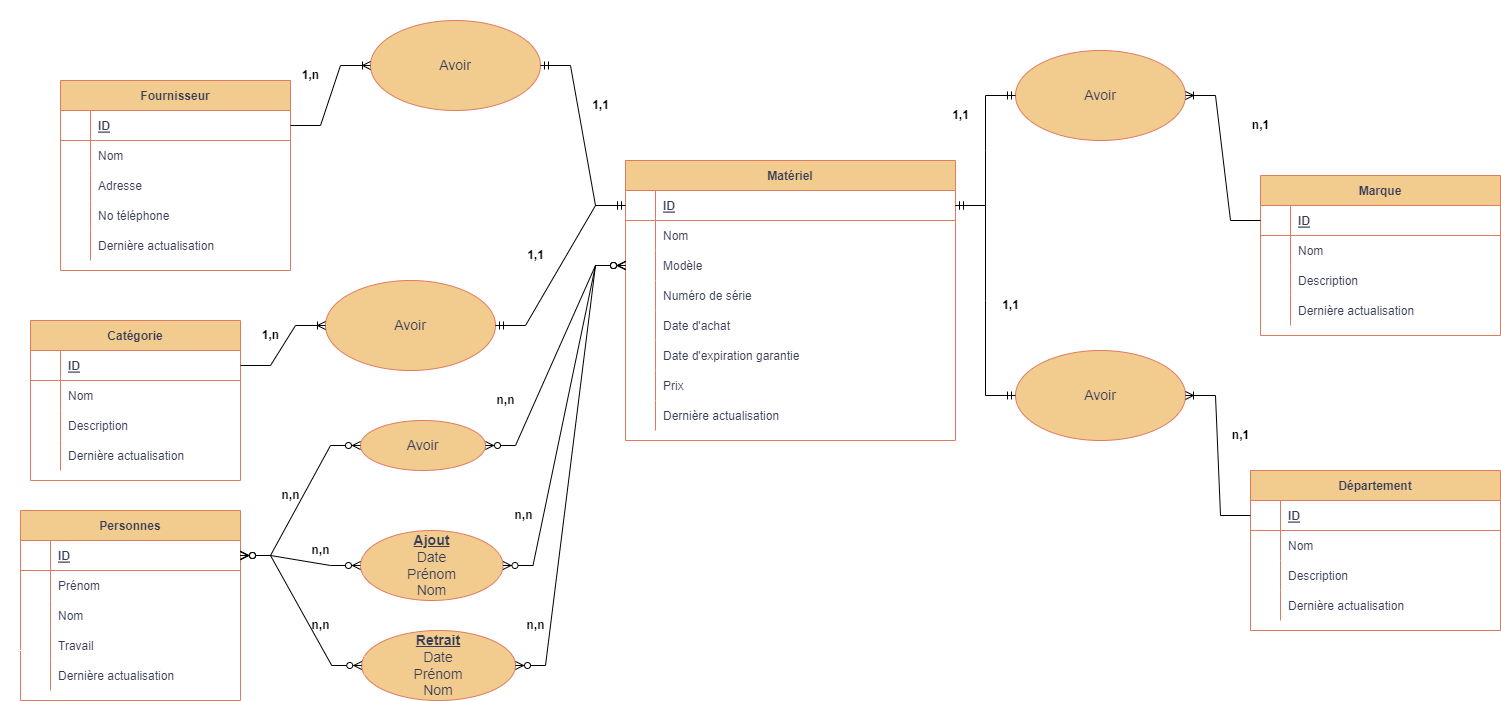 Avoir
1,n
1,1
Fournisseur
ID
Nom
Adresse
No téléphone
Dernière actualisation
Avoir
1,1
n,1
Matériel
ID
Nom
Modèle
Numéro de série
Date d'achat
Date d'expiration garantie
Prix
Dernière actualisation
Marque
ID
Nom
Description
Dernière actualisation
1,1
Avoir
1,n
Catégorie
ID
Nom
Description
Dernière actualisation
1,1
Avoir
n,1
Département
ID
Nom
Description
Dernière actualisation
n,n
Avoir
n,n
Personnes
ID
Prénom
Nom
Travail
Dernière actualisation
n,n
n,n
Ajout
Date
Prénom
Nom
n,n
n,n
Retrait
Date
Prénom
Nom